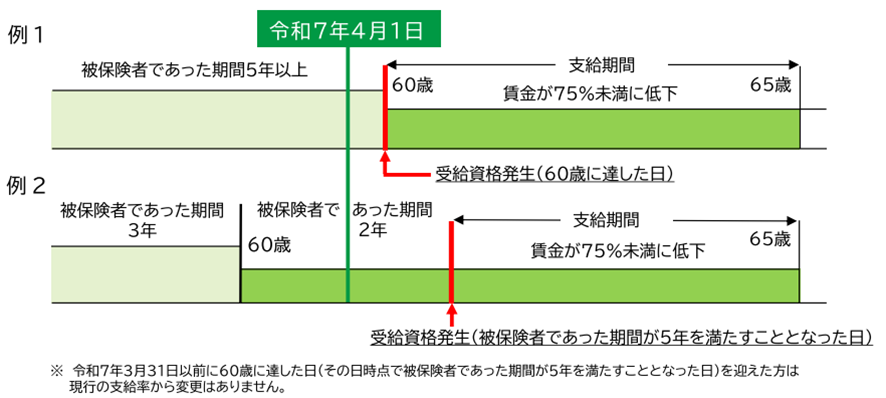 令和7年4月1日
例1
被保険者であった期間5年以上
支給期間
60歳
65歳
賃金が75%未満に低下
受給資格発生(60歳に達した日)
例2
被保険者であった期間
3年
被保険者であった期間
2年
60歳
支給期間
65歳
賃金が75%未満に低下
受給資格発生(被保険者であった期間が5年を満たすこととなった日)
※ 令和7年3月31日以前に60歳に達した日(その日時点で被保険者であった期間が5年を満たすこととなった日)を迎えた方は
現行の支給率から変更はありません。